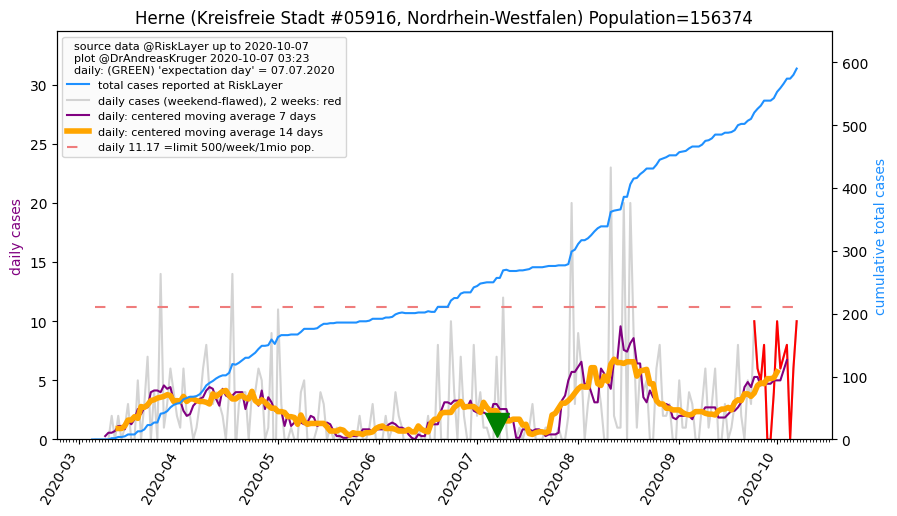 Herne (Kreisfreie Stadt #05916, Nordrhein-Westfalen) Population=156374
source data @RiskLayer up to 2020-10-07
plot @DrAndreasKruger 2020-10-07 03:23
daily: (GREEN) 'expectation day' = 07.07.2020
total cases reported at RiskLayer
daily cases (weekend-flawed), 2 weeks: red
daily: centered moving average 7 days
daily: centered moving average 14 days
daily 11.17 =limit 500/week/1mio pop.
daily cases
30
25
20
15
10
5
0
cumulative total cases
600
500
400
300
200
100
0
2020-03
2020-04
2020-05
2020-06
2020-07
2020-08
2020-09
2020-10